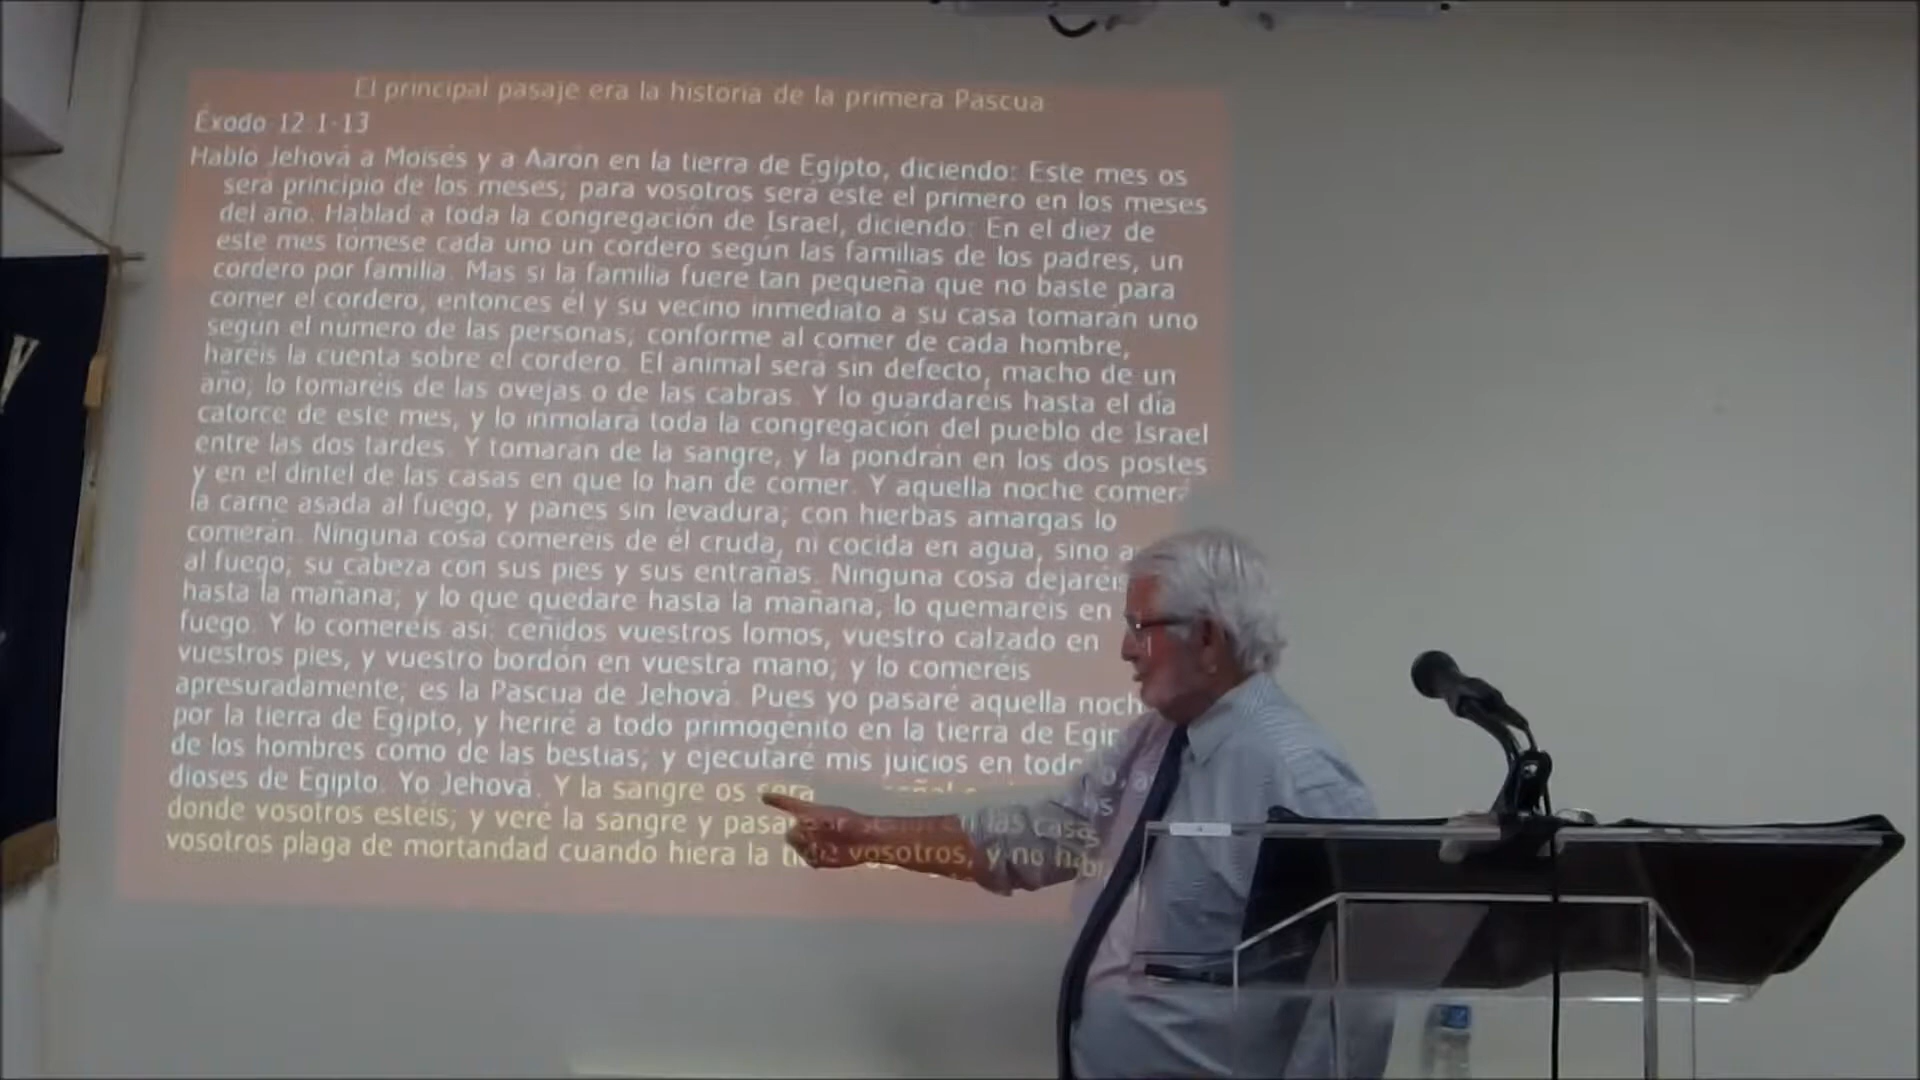 El principal pasaje era la historia de la primera Pascua
Éxodo 12:1-13
Habló Jehová a Moisés y a Aarón en la tierra de Egipto, diciendo: Este mes os
será principio de los meses; para vosotros será éste el primero en los meses
del año. Hablad a toda la congregación de Israel, diciendo: En el diez de
este mes tómese cada uno un cordero según las familias de los padres, un
cordero por familia. Mas si la familia fuere tan pequeña que no baste para
comer el cordero, entonces él y su vecino inmediato a su casa tomarán uno
según el número de las personas; conforme al comer de cada hombre,
haréis la cuenta sobre el cordero. El animal será sin defecto, macho de un
año; lo tomaréis de las ovejas o de las cabras. Y lo guardaréis hasta el día
catorce de este mes, y lo inmolará toda la congregación del pueblo de Israel
entre las dos tardes. Y tomarán de la sangre, y la pondrán en los dos postes
y en el dintel de las casas en que lo han de comer. Y aquella noche comerá
la carne asada al fuego, y panes sin levadura; con hierbas amargas lo
comerán. Ninguna cosa comeréis de él cruda, ni cocida en agua, sino a
al fuego; su cabeza con sus pies y sus entrañas. Ninguna cosa dejaréis
hasta la mañana; y lo que quedare hasta la mañana, lo quemaréis en
fuego. Y lo comeréis así: ceñidos vuestros lomos, vuestro calzado en
vuestros pies, y vuestro bordón en vuestra mano; y lo comeréis
apresuradamente; es la Pascua de Jehová. Pues yo pasaré aquella noch
por la tierra de Egipto, y heriré a todo primogénito en la tierra de Egip
de los hombres como de las bestias; y ejecutaré mis juicios en todo
dioses de Egipto. Yo Jehová. Y la sangre os será señal las casas
donde vosotros estéis; y veré la sangre y pasa vosotros, y no
vosotros plaga de mortandad cuando hiera la